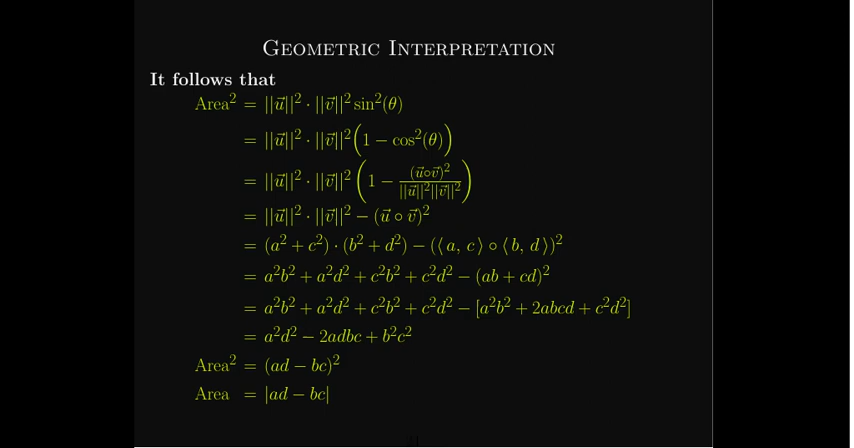 Geometric Interpretation
It follows that
Area² = ||u⃗||² · ||v⃗||² sin²(θ)
= ||u⃗||² · ||v⃗||² (1 − cos²(θ))
= ||u⃗||² · ||v⃗||² (1 − (u⃗∘v⃗)² / ||u⃗||²||v⃗||²)
= ||u⃗||² · ||v⃗||² − (u⃗ ∘ v⃗)²
= (a² + c²) · (b² + d²) − (⟨a, c⟩ ∘ ⟨b, d⟩)²
= a²b² + a²d² + c²b² + c²d² − (ab + cd)²
= a²b² + a²d² + c²b² + c²d² − [a²b² + 2abcd + c²d²]
= a²d² − 2adbc + b²c²
Area² = (ad − bc)²
Area = |ad − bc|